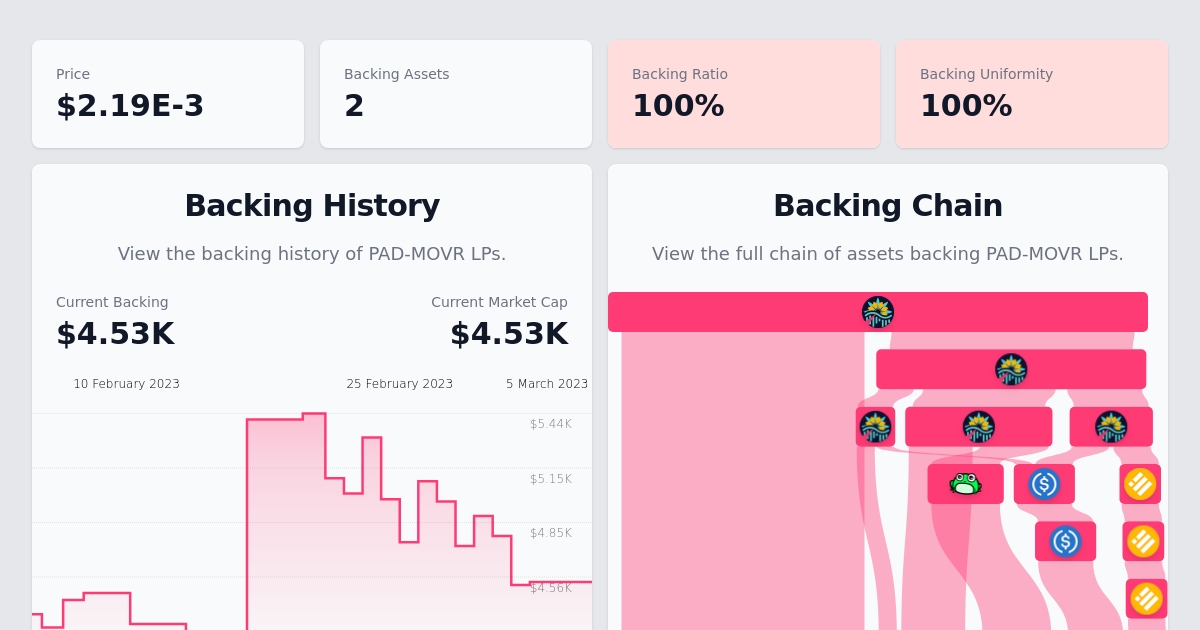 Price
$2.19E-3
Backing Assets
2
Backing Ratio
100%
Backing Uniformity
100%
Backing History
View the backing history of PAD-MOVR LPs.
Current Backing
$4.53K
Current Market Cap
$4.53K
10 February 2023
25 February 2023
5 March 2023
$5.44K
$5.15K
$4.85K
$4.56K
Backing Chain
View the full chain of assets backing PAD-MOVR LPs.